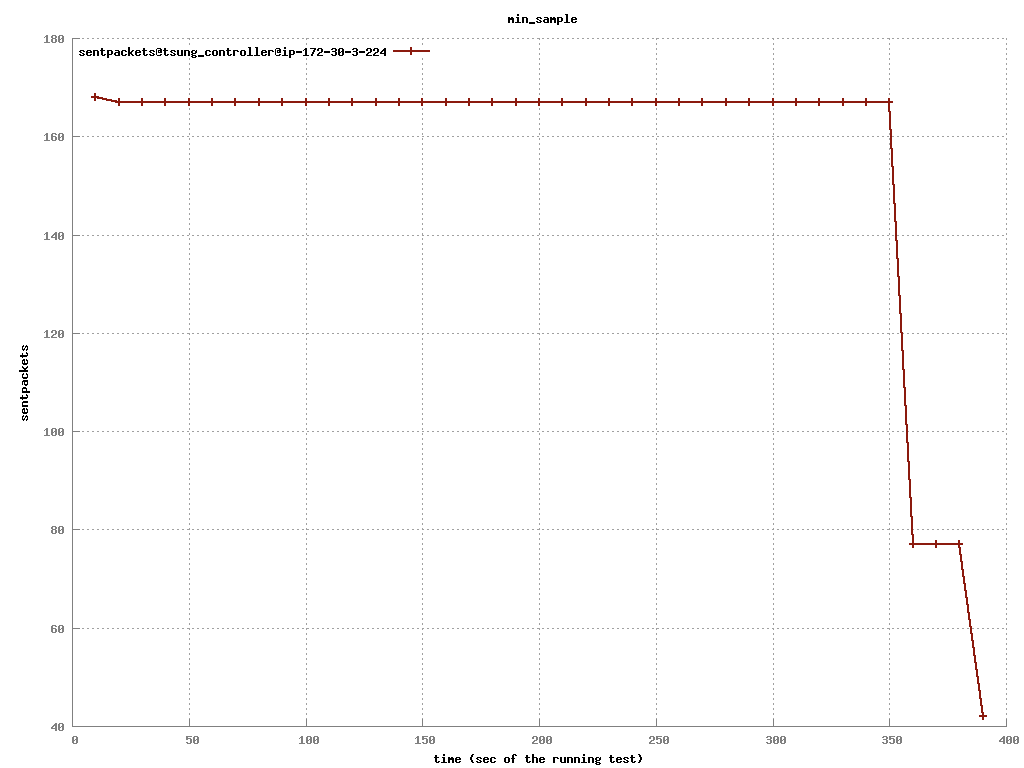 min_sample
180
sentpackets@tsung_controller@ip-172-30-3-224
160
140
120
sentpackets
100
80
60
40
0 50 100 150 200 250 300 350 400
time (sec of the running test)